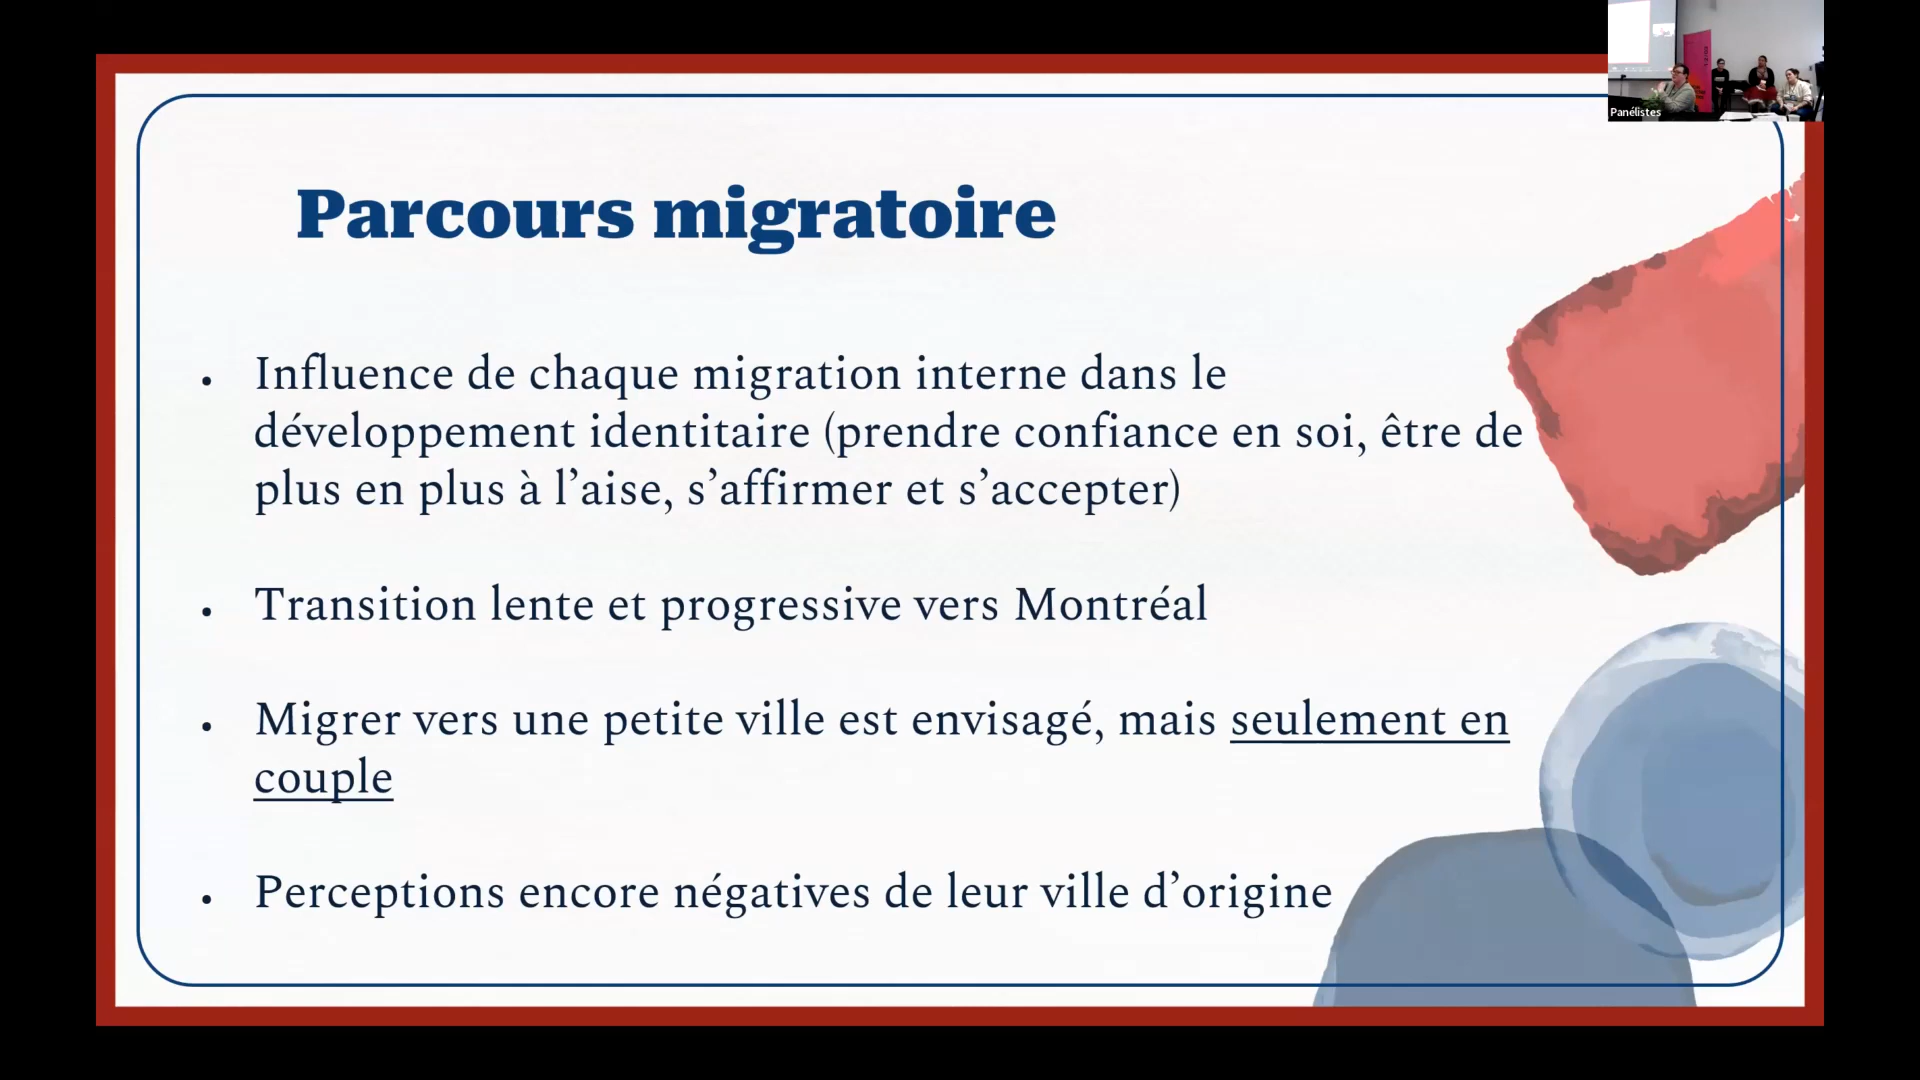 Panélistes
Parcours migratoire
• Influence de chaque migration interne dans le
développement identitaire (prendre confiance en soi, être de
plus en plus à l’aise, s’affirmer et s’accepter)
• Transition lente et progressive vers Montréal
• Migrer vers une petite ville est envisagé, mais seulement en
couple
• Perceptions encore négatives de leur ville d’origine